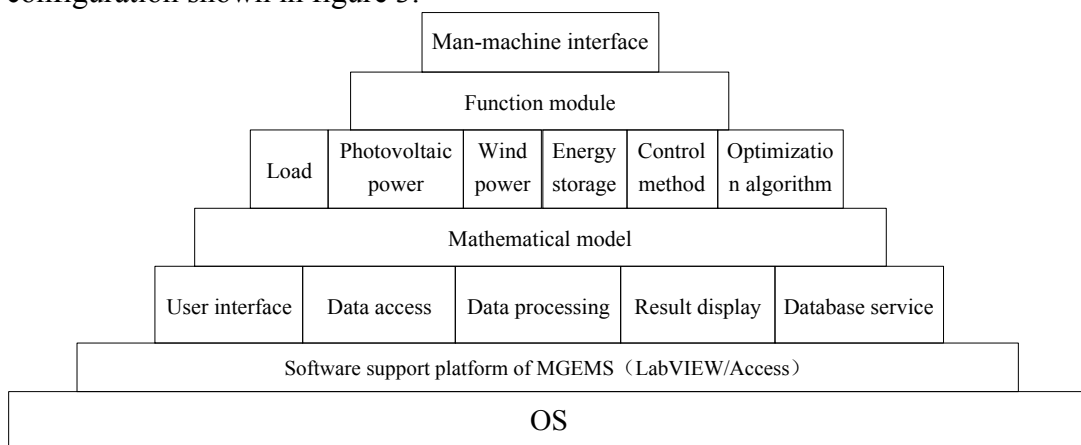 configuration shown in figure 3.
Man-machine interface
Function module
Load
Photovoltaic
power
Wind
power
Energy
storage
Control
method
Optimizatio
n algorithm
Mathematical model
User interface
Data access
Data processing
Result display
Database service
Software support platform of MGEMS（LabVIEW/Access）
OS